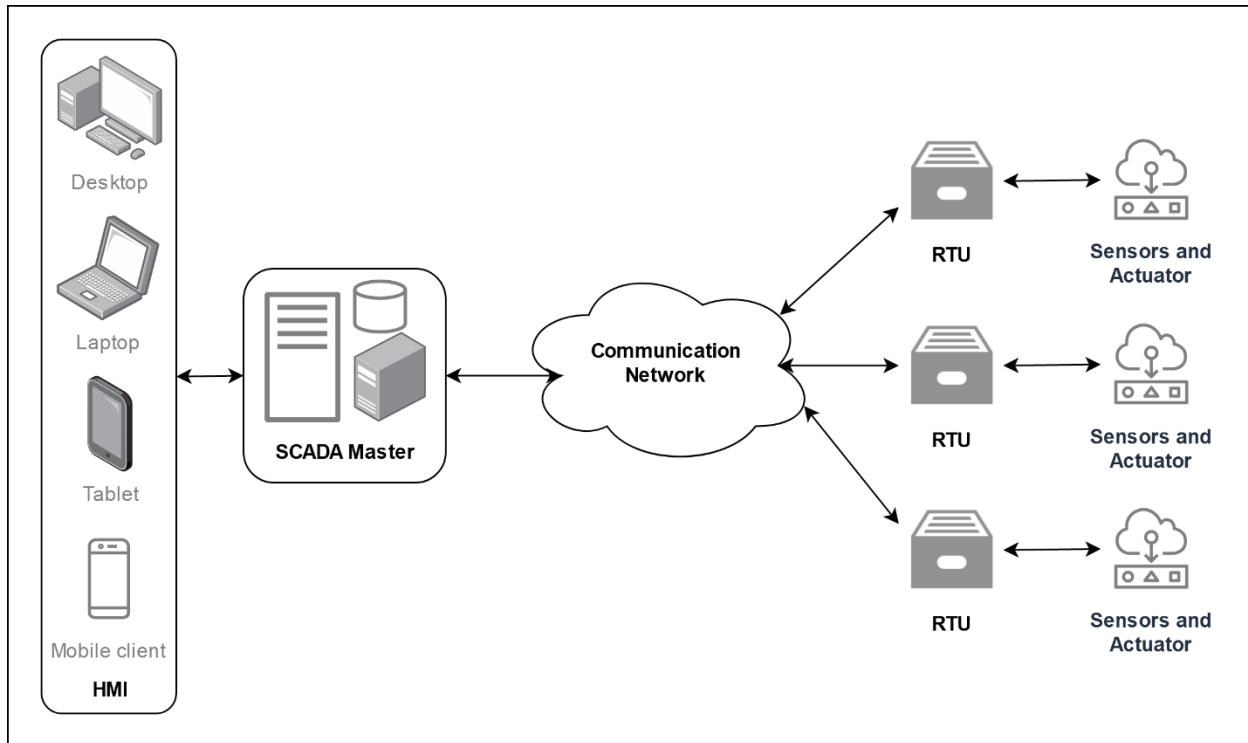 Desktop
Laptop
Tablet
Mobile client
HMI
SCADA Master
Communication
Network
RTU
Sensors and
Actuator
RTU
Sensors and
Actuator
RTU
Sensors and
Actuator